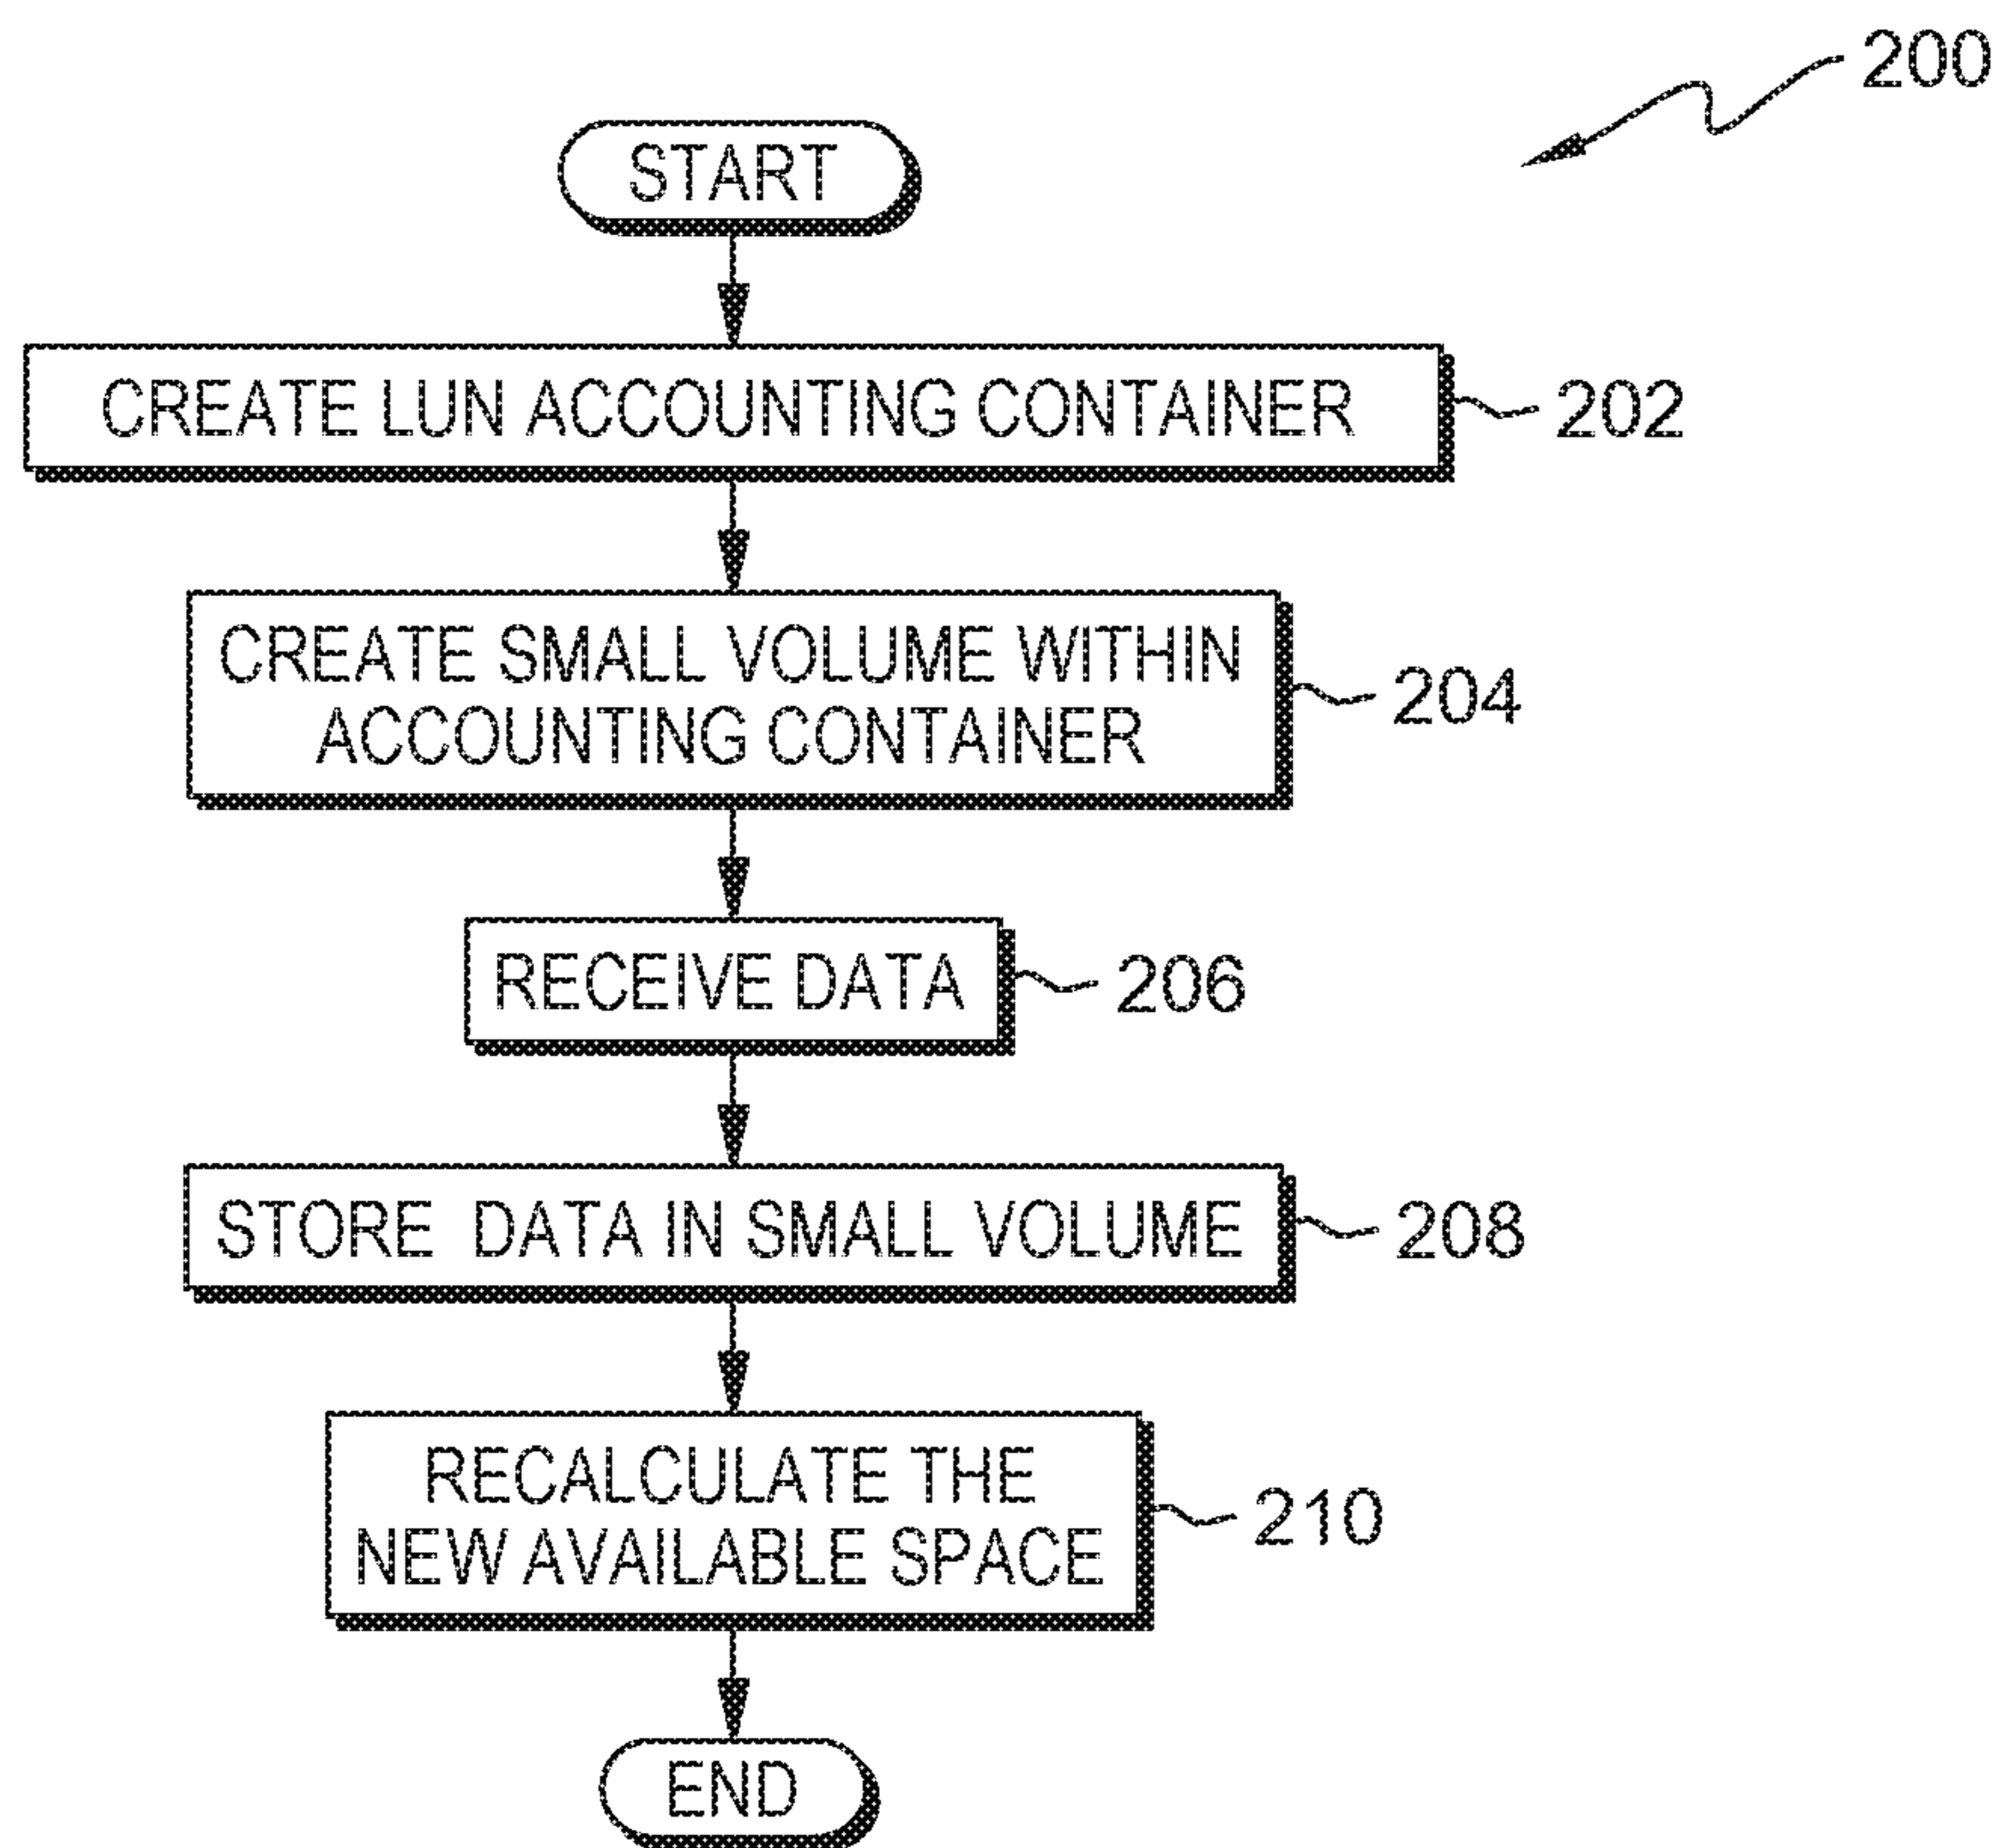 200
START
CREATE LUN ACCOUNTING CONTAINER
202
CREATE SMALL VOLUME WITHIN
ACCOUNTING CONTAINER
204
RECEIVE DATA
206
STORE DATA IN SMALL VOLUME
208
RECALCULATE THE
NEW AVAILABLE SPACE
210
END